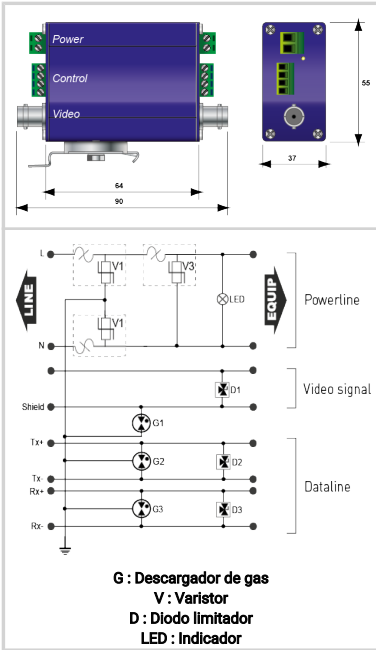 Power
Control
Video
64
90
37
55
L
V1
V3
LINE
LED
EQUIP
Powerline
V1
N
D1
Video signal
Shield
G1
Tx+
G2
D2
Dataline
Tx-
Rx+
G3
D3
Rx-
G : Descargador de gas
V : Varistor
D : Diodo limitador
LED : Indicador